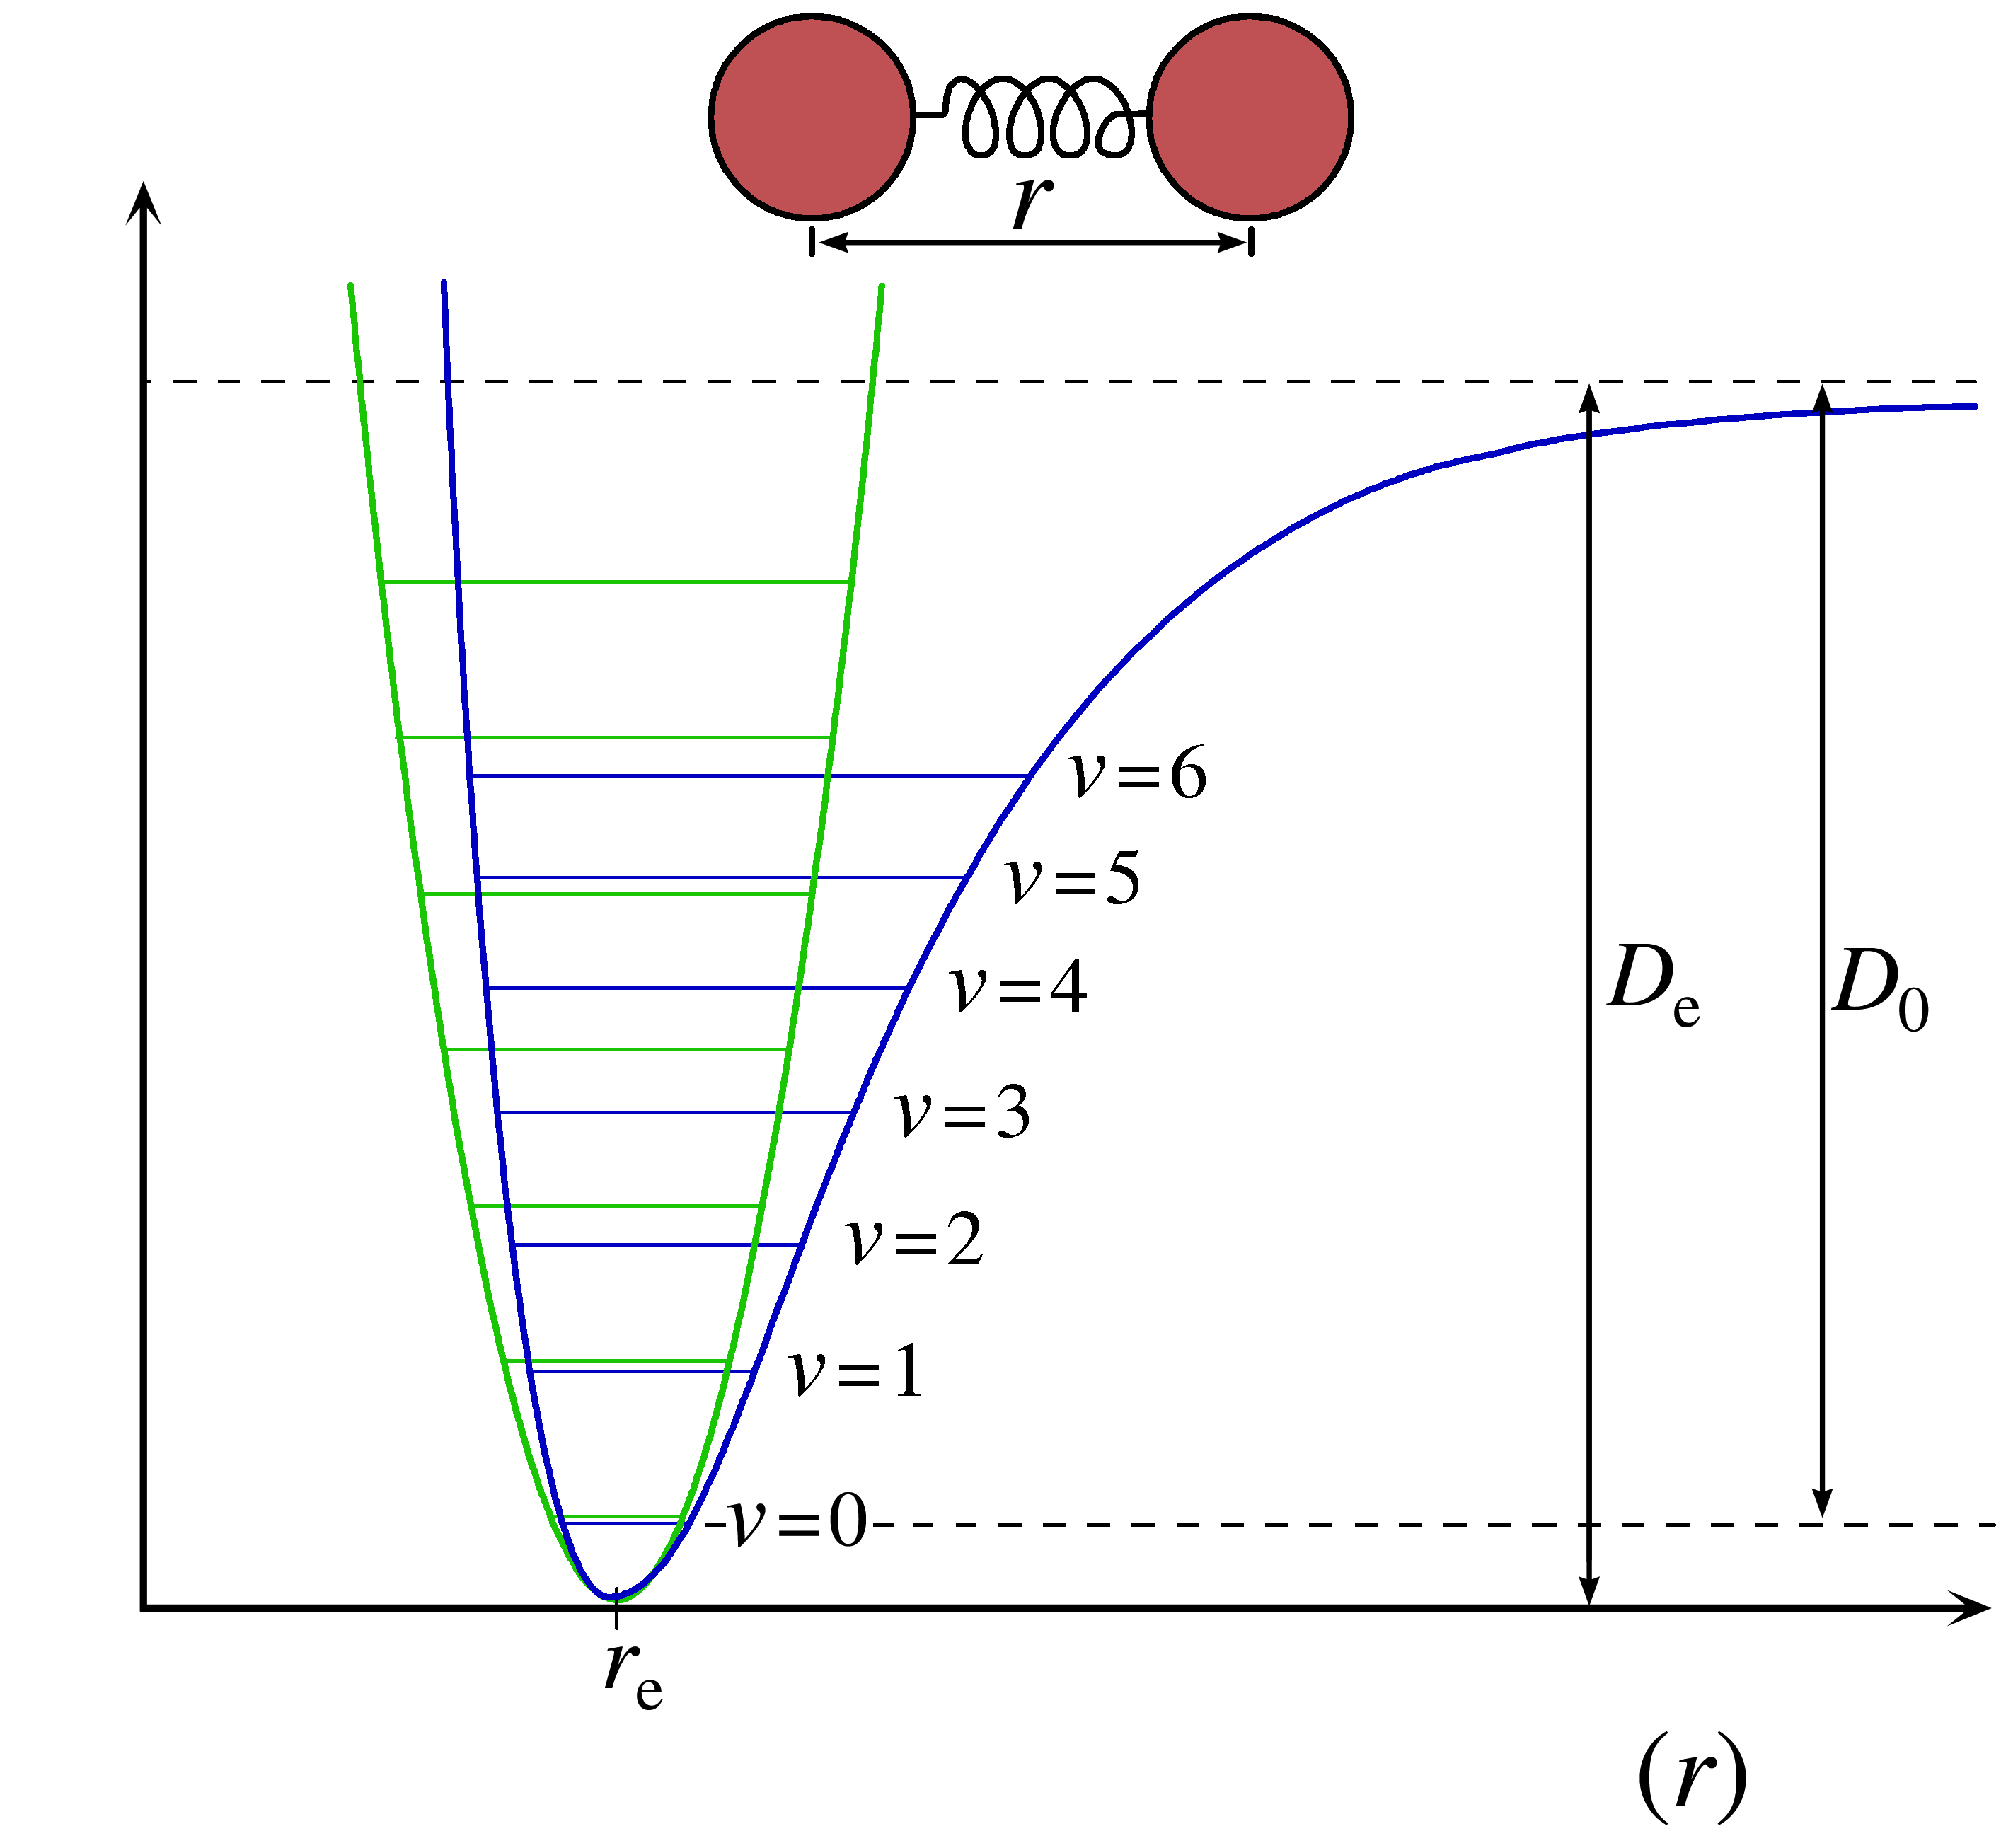 r
v=6
v=5
v=4
v=3
v=2
v=1
v=0
Dₑ
D₀
rₑ
(r)